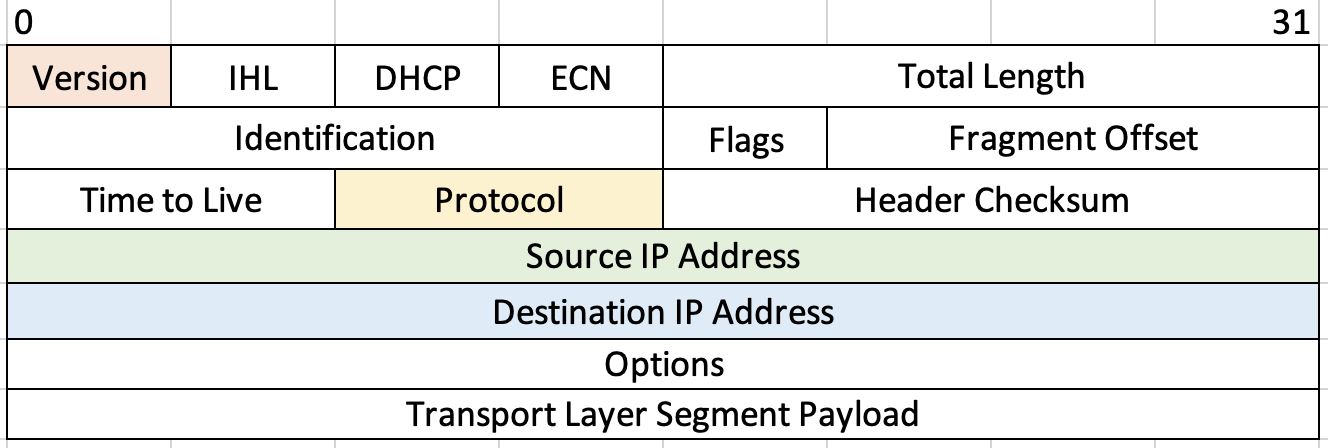 0 31
Version IHL DHCP ECN Total Length
Identification Flags Fragment Offset
Time to Live Protocol Header Checksum
Source IP Address
Destination IP Address
Options
Transport Layer Segment Payload